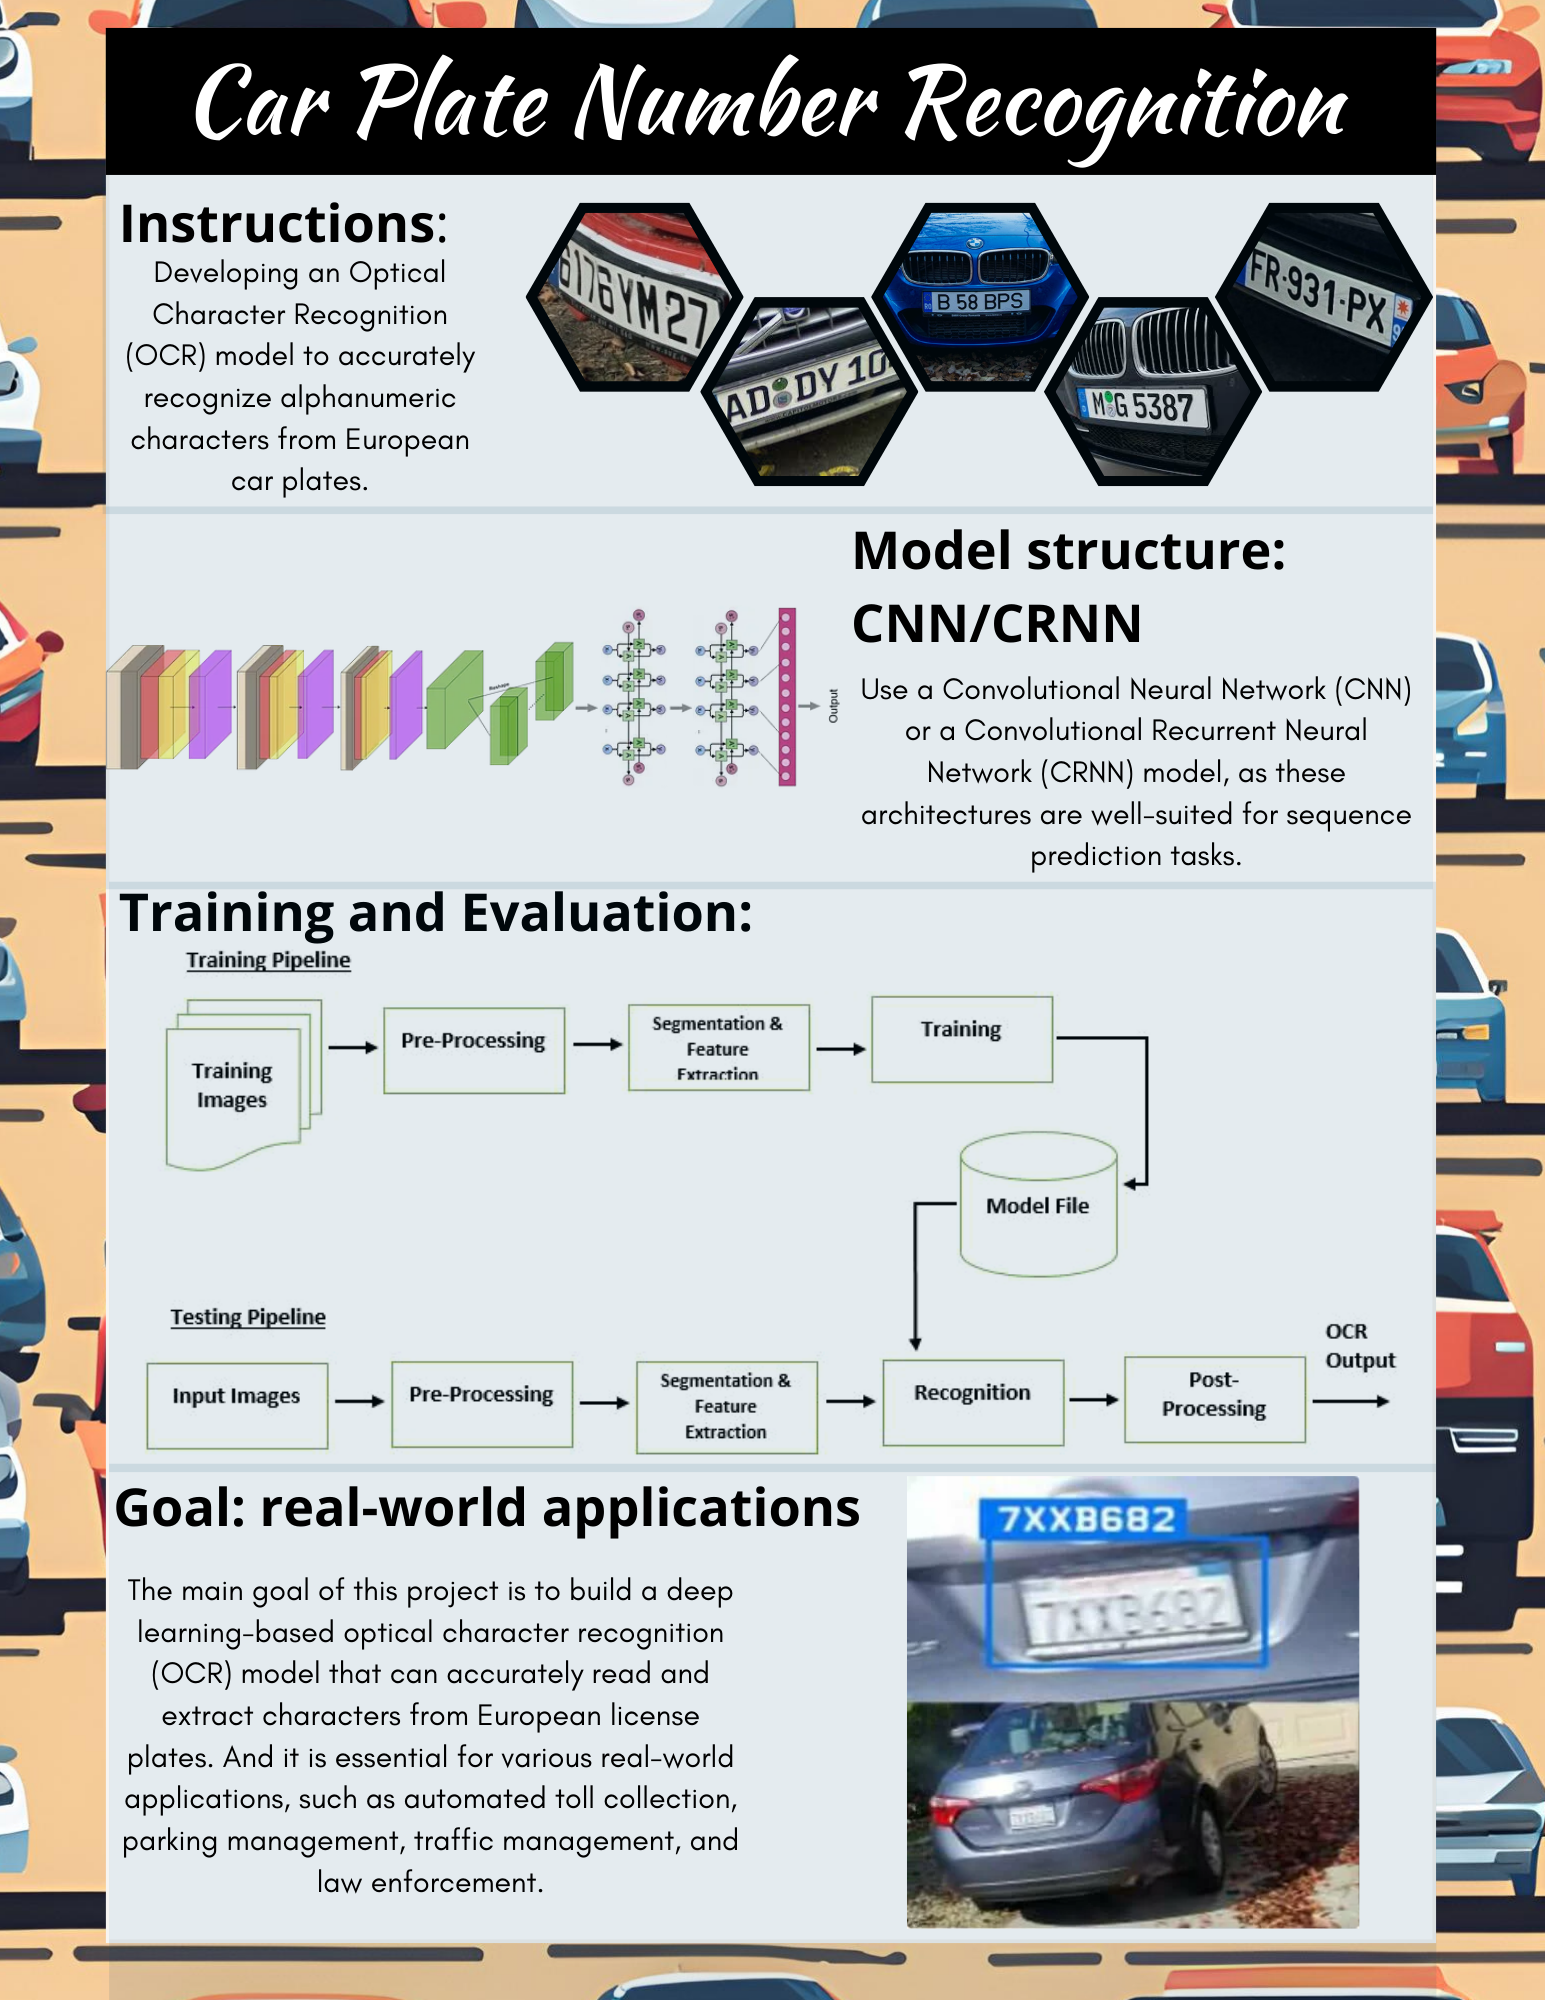 Car Plate Number Recognition
Instructions:
Developing an Optical
Character Recognition
(OCR) model to accurately
recognize alphanumeric
characters from European
car plates.
6176YM27
AD DY 10
B 58 BPS
M G 5387
FR-931-PX
Model structure:
CNN/CRNN
Reshape
Output
Use a Convolutional Neural Network (CNN)
or a Convolutional Recurrent Neural
Network (CRNN) model, as these
architectures are well-suited for sequence
prediction tasks.
Training and Evaluation:
Training Pipeline
Training
Images
Pre-Processing
Segmentation &
Feature
Extraction
Training
Model File
Testing Pipeline
Input Images
Pre-Processing
Segmentation &
Feature
Extraction
Recognition
Post-
Processing
OCR
Output
Goal: real-world applications
The main goal of this project is to build a deep
learning-based optical character recognition
(OCR) model that can accurately read and
extract characters from European license
plates. And it is essential for various real-world
applications, such as automated toll collection,
parking management, traffic management, and
law enforcement.
7XXB682
7XXB682